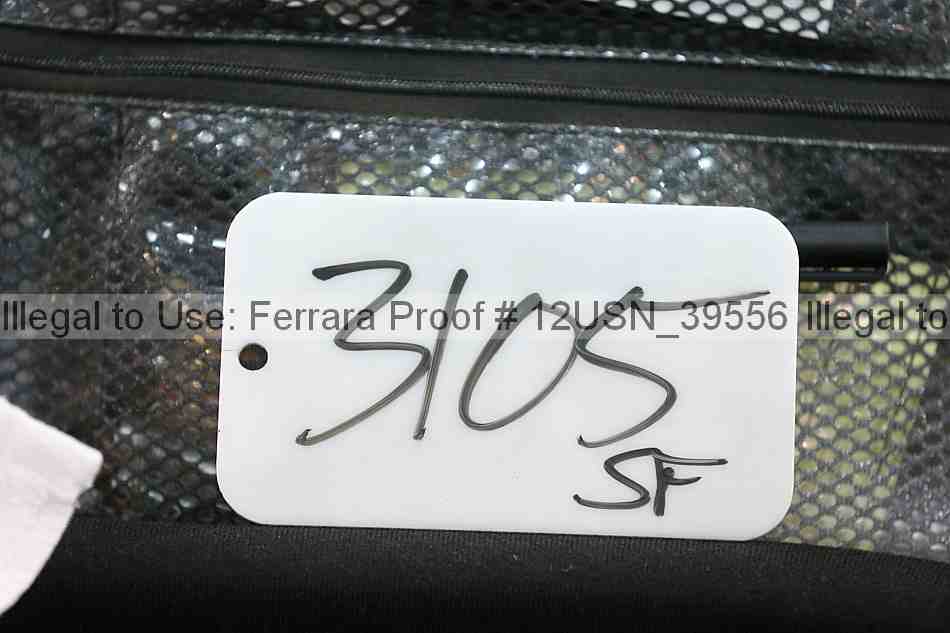 3105
Illegal to Use: Ferrara Proof # 12USN_39556 Illegal to
SF